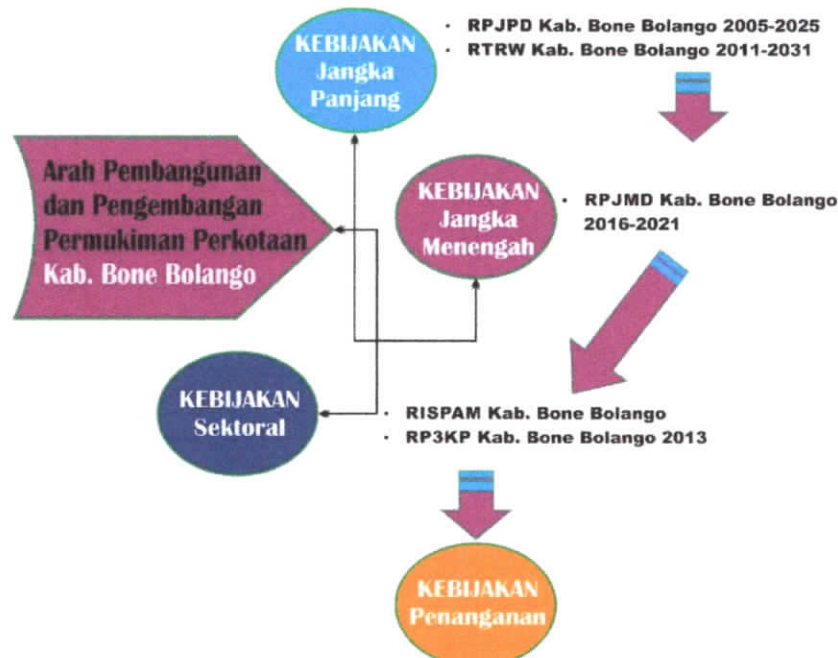 KEBIJAKAN
Jangka
Panjang
· RPJPD Kab. Bone Bolango 2005-2025
· RTRW Kab. Bone Bolango 2011-2031
Arah Pembangunan
dan Pengembangan
Permukiman Perkotaan
Kab. Bone Bolango
KEBIJAKAN
Jangka
Menengah
· RPJMD Kab. Bone Bolango
2016-2021
KEBIJAKAN
Sektoral
· RISPAM Kab. Bone Bolango
· RP3KP Kab. Bone Bolango 2013
KEBIJAKAN
Penanganan